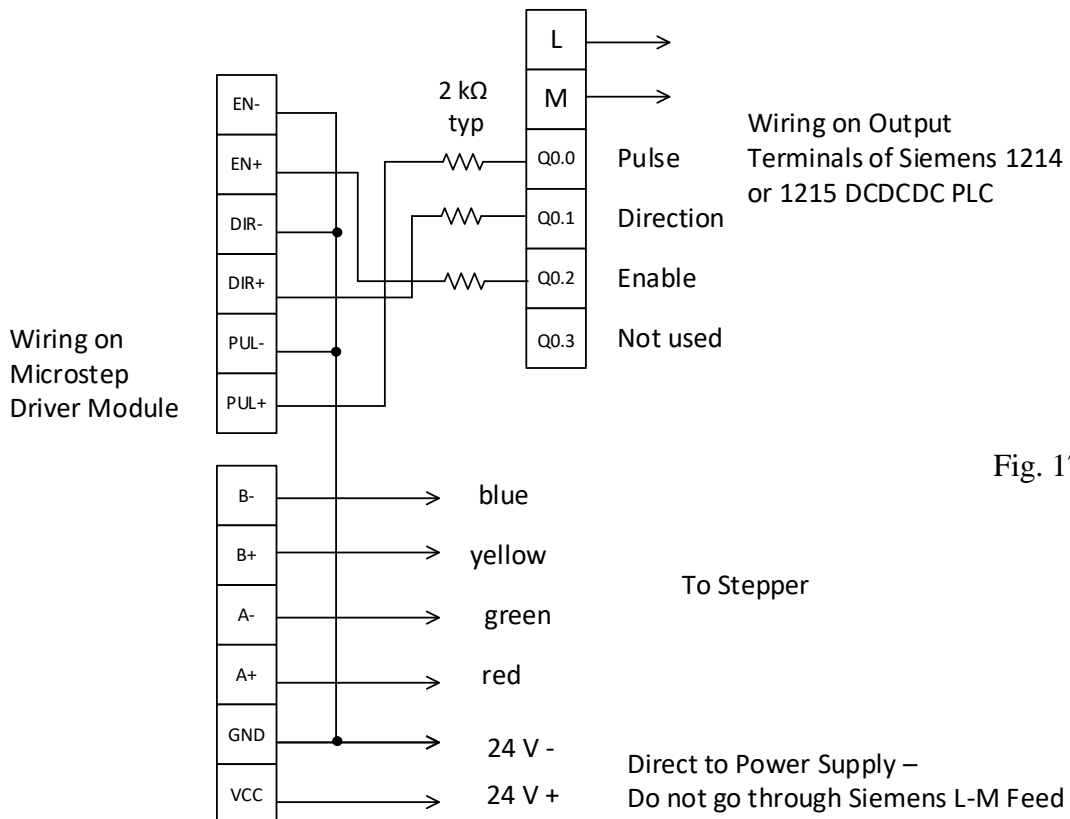 L
M
2 kΩ
typ
Q0.0
Pulse
Q0.1
Direction
Q0.2
Enable
Q0.3
Not used
Wiring on Output
Terminals of Siemens 1214
or 1215 DCDCDC PLC
EN-
EN+
DIR-
DIR+
PUL-
PUL+
Wiring on
Microstep
Driver Module
Fig. 1
B-
blue
B+
yellow
A-
green
A+
red
To Stepper
GND
24 V -
VCC
24 V +
Direct to Power Supply –
Do not go through Siemens L-M Feed